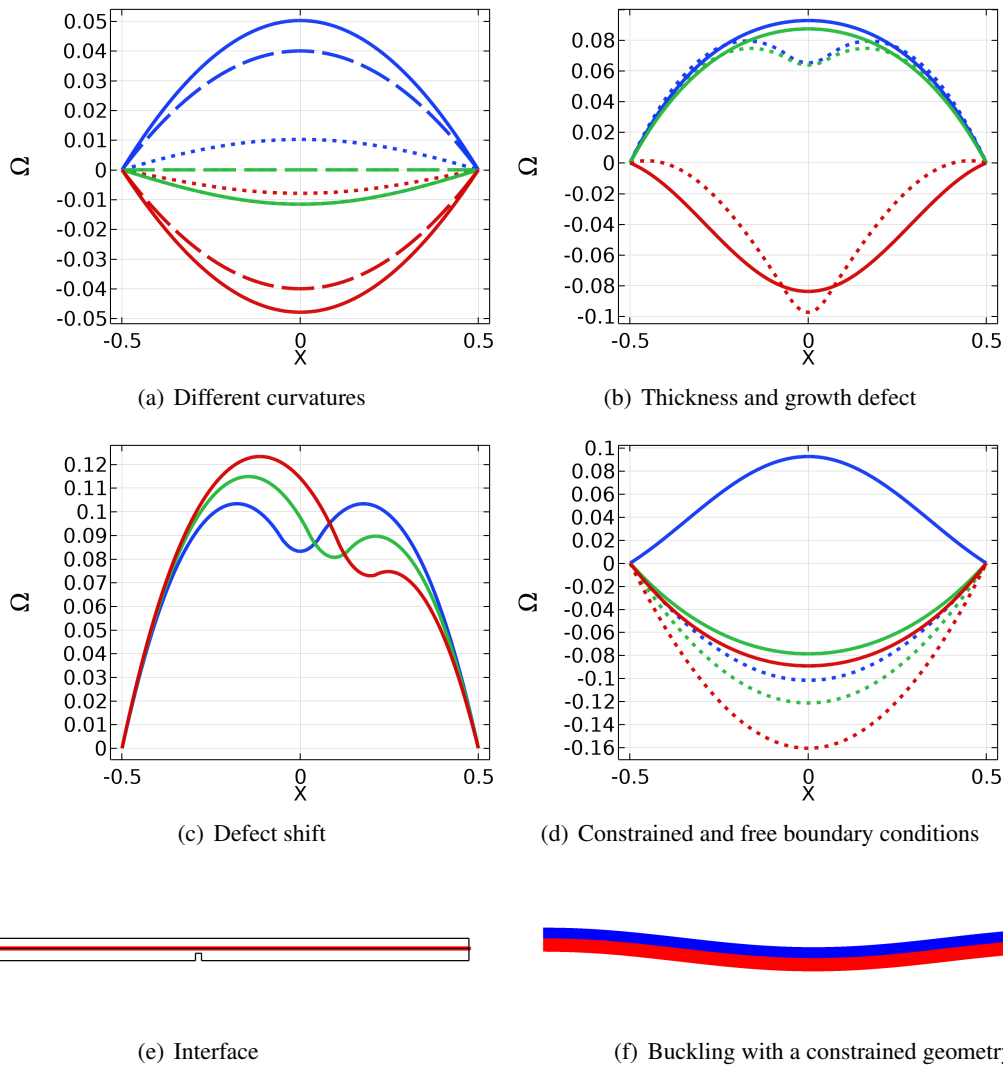 0.05
0.04
0.03
0.02
0.01
0
-0.01
-0.02
-0.03
-0.04
-0.05
Ω
-0.5 0 0.5
X
(a) Different curvatures
0.08
0.06
0.04
0.02
0
-0.02
-0.04
-0.06
-0.08
-0.1
Ω
-0.5 0 0.5
X
(b) Thickness and growth defect
0.12
0.11
0.1
0.09
0.08
0.07
0.06
0.05
0.04
0.03
0.02
0.01
0
Ω
-0.5 0 0.5
X
(c) Defect shift
0.1
0.08
0.06
0.04
0.02
0
-0.02
-0.04
-0.06
-0.08
-0.1
-0.12
-0.14
-0.16
Ω
-0.5 0 0.5
X
(d) Constrained and free boundary conditions
(e) Interface
(f) Buckling with a constrained geometry